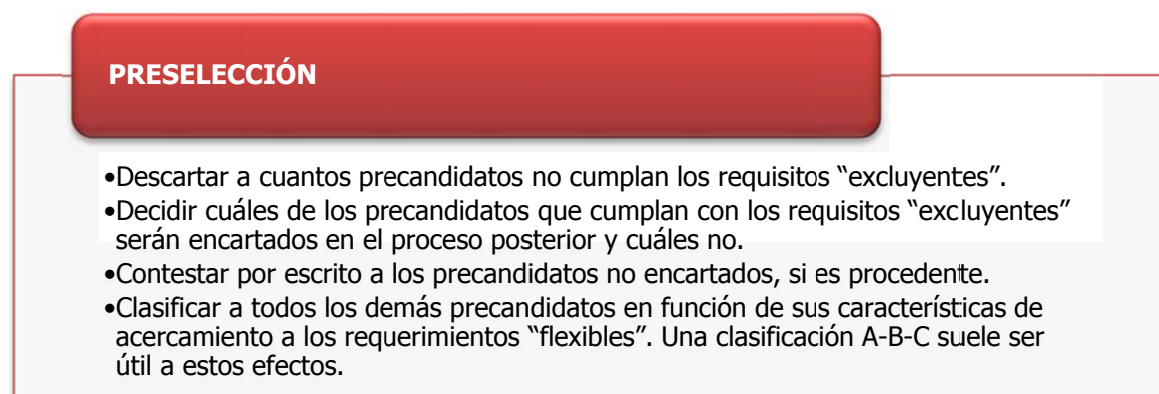 PRESELECCIÓN
•Descartar a cuantos precandidatos no cumplan los requisitos “excluyentes”.
•Decidir cuáles de los precandidatos que cumplan con los requisitos “excluyentes”
serán encartados en el proceso posterior y cuáles no.
•Contestar por escrito a los precandidatos no encartados, si es procedente.
•Clasificar a todos los demás precandidatos en función de sus características de
acercamiento a los requerimientos “flexibles”. Una clasificación A-B-C suele ser
útil a estos efectos.